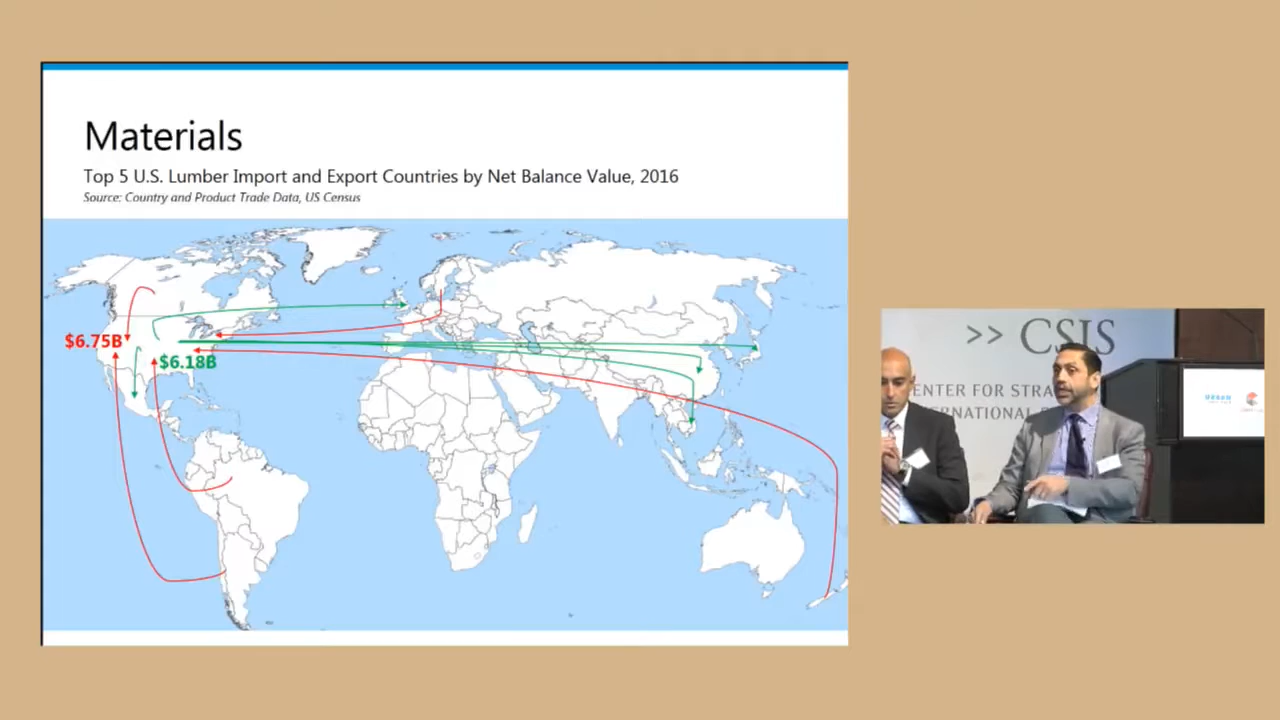 Materials
Top 5 U.S. Lumber Import and Export Countries by Net Balance Value, 2016
Source: Country and Product Trade Data, US Census
$6.75B
$6.18B
>> CSIS
ENTER FOR STRA
TERNATIONAL